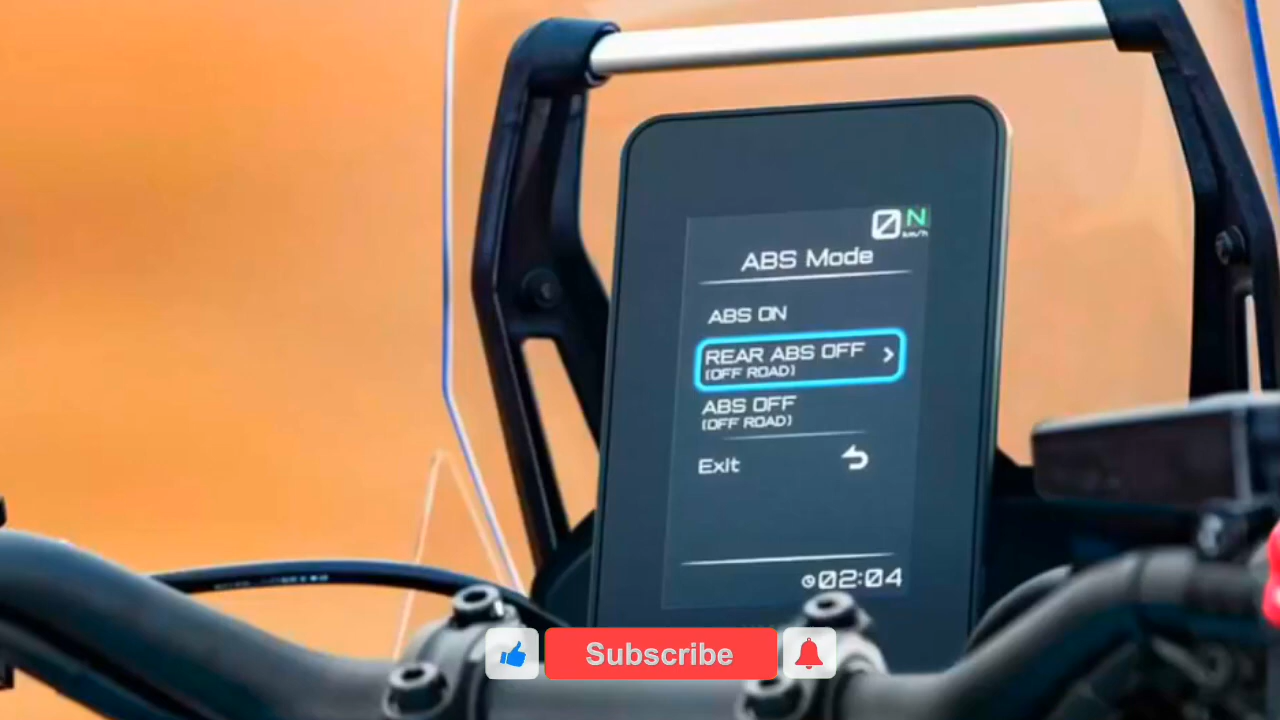 0 N
km/h
ABS Mode
ABS ON
REAR ABS OFF
(OFF ROAD)
ABS OFF
(OFF ROAD)
Exit
02:04
Subscribe